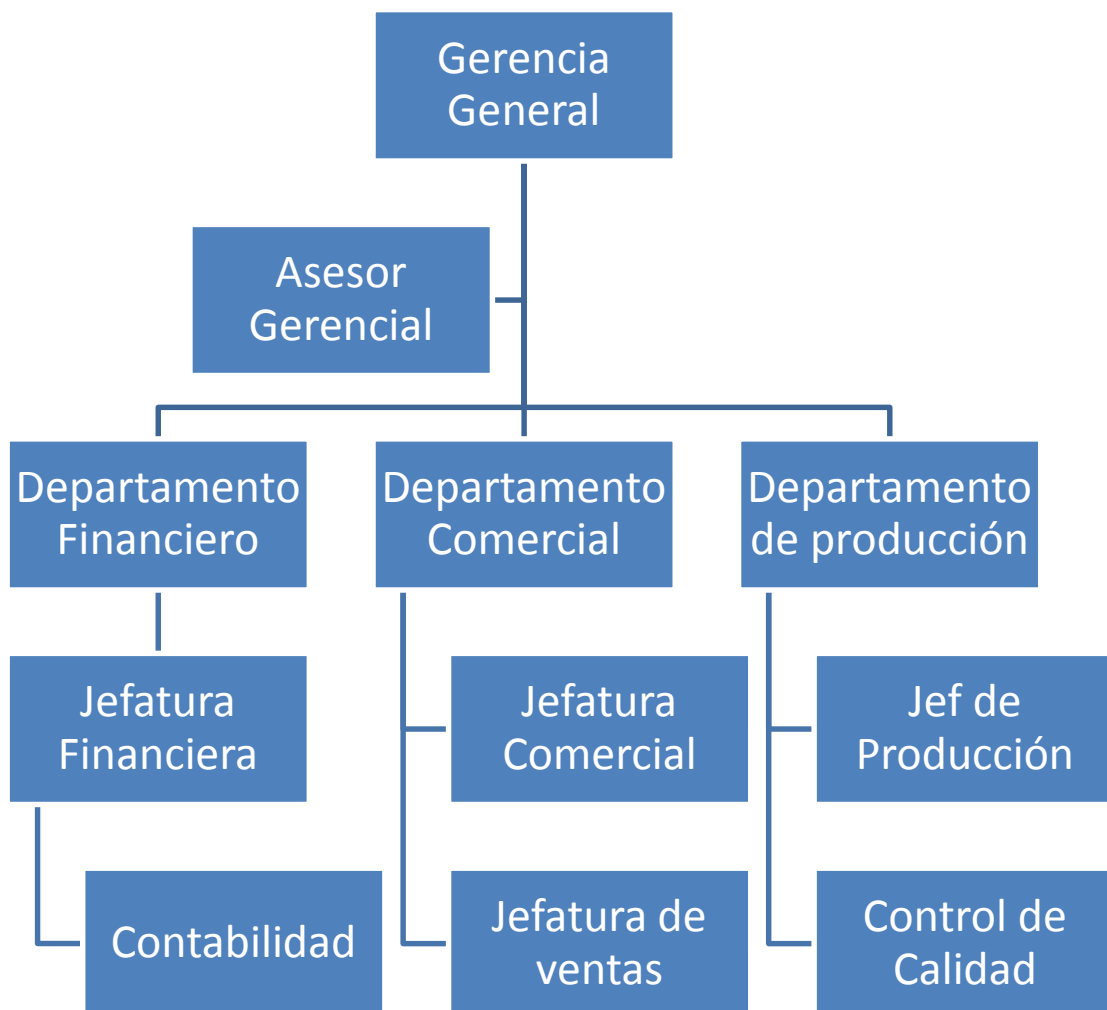 Gerencia
General
Asesor
Gerencial
Departamento
Financiero
Departamento
Comercial
Departamento
de producción
Jefatura
Financiera
Jefatura
Comercial
Jef de
Producción
Contabilidad
Jefatura de
ventas
Control de
Calidad